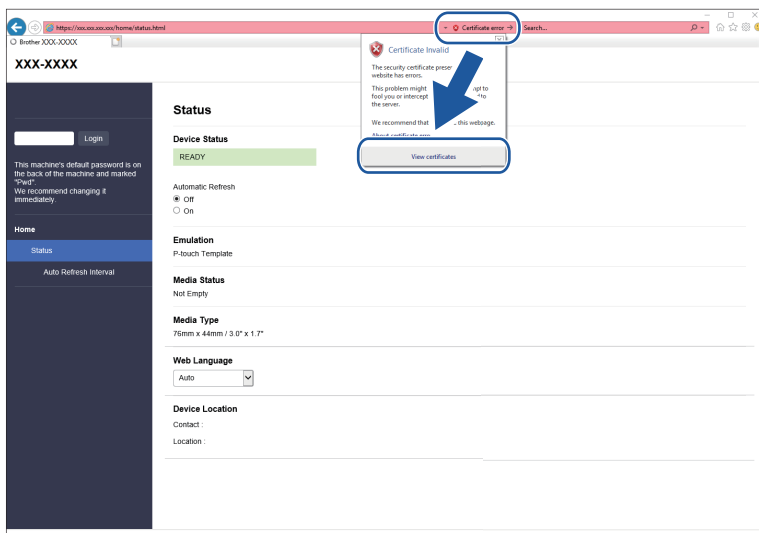 https://xxx.xxx.xxx.xxx/home/status.html
Certificate error
Search...
Brother XXX-XXXX
XXX-XXXX
Certificate Invalid
The security certificate prese
website has errors.
This problem might pt to
fool you or intercept d to
the server.
We recommend that this webpage.
View certificates
Status
Login
Device Status
READY
This machine's default password is on
the back of the machine and marked
"Pwd".
We recommend changing it
immediately.
Automatic Refresh
Off
On
Home
Status
Auto Refresh Interval
Emulation
P-touch Template
Media Status
Not Empty
Media Type
76mm x 44mm / 3.0" x 1.7"
Web Language
Auto
Device Location
Contact :
Location :